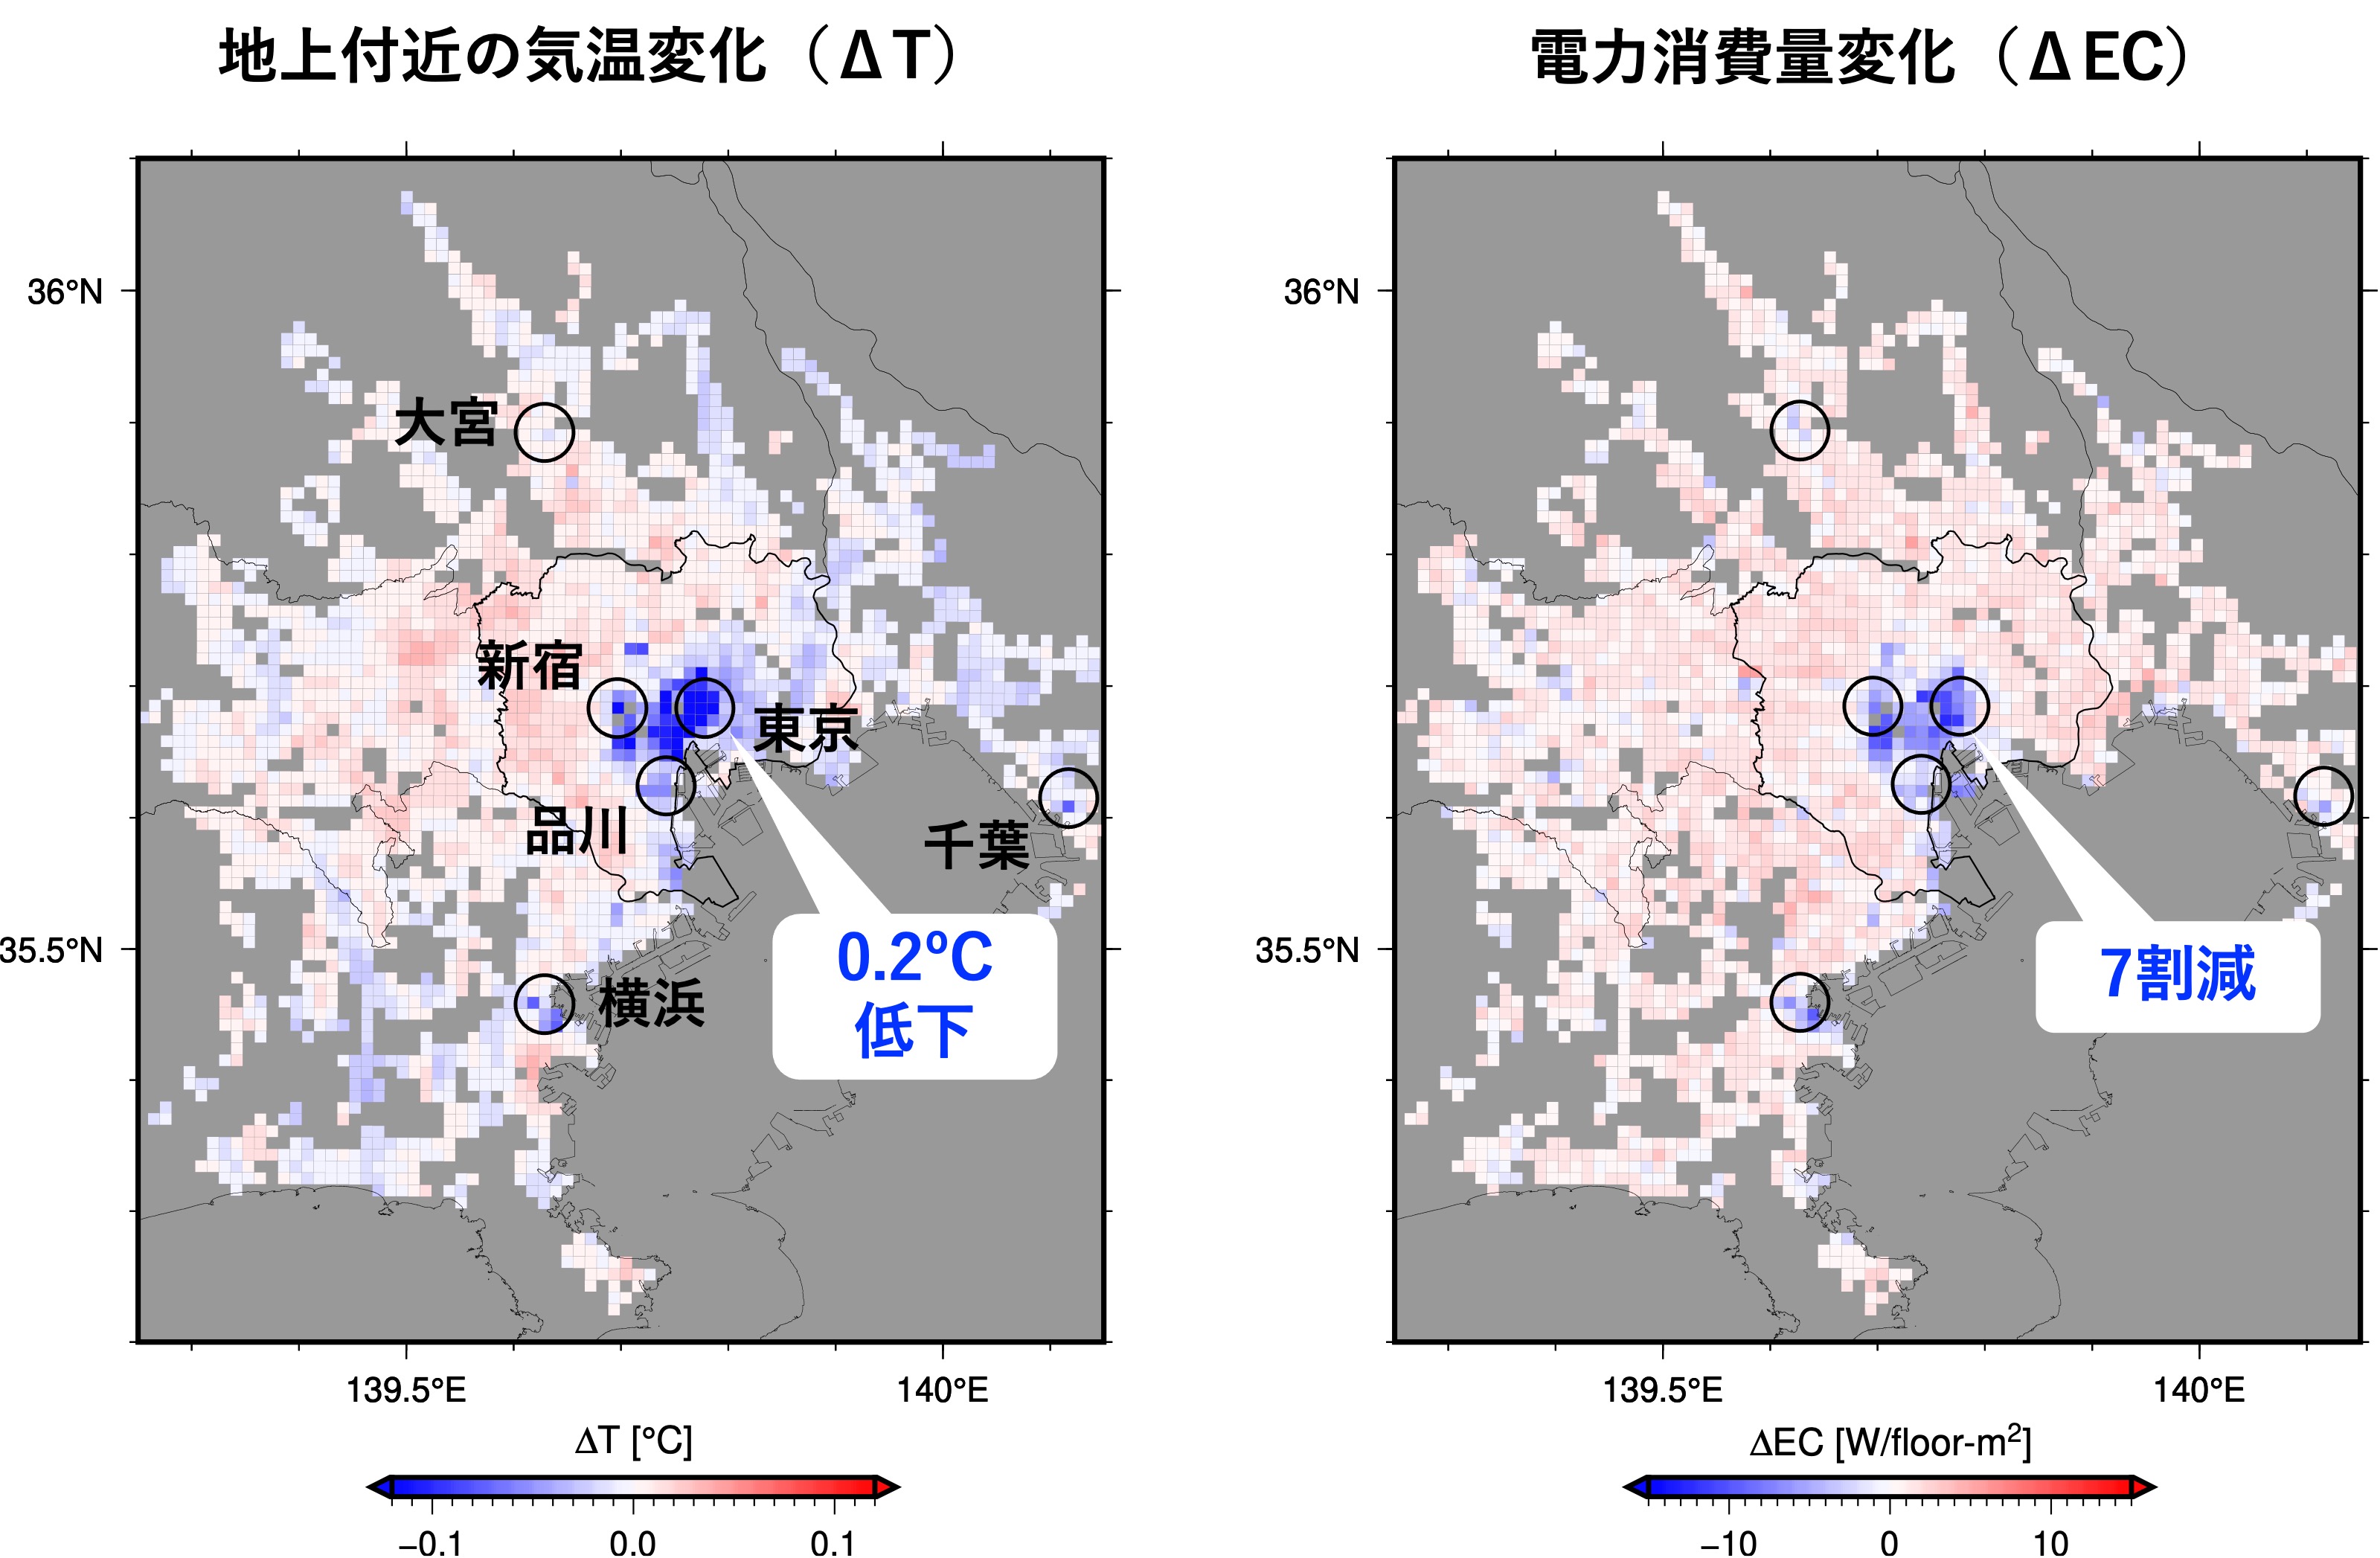 地上付近の気温変化（ΔT）
36°N
35.5°N
139.5°E
140°E
大宮
新宿
東京
品川
千葉
横浜
0.2ºC
低下
ΔT [°C]
−0.1
0.0
0.1
電力消費量変化（ΔEC）
36°N
35.5°N
139.5°E
140°E
7割減
ΔEC [W/floor-m²]
−10
0
10